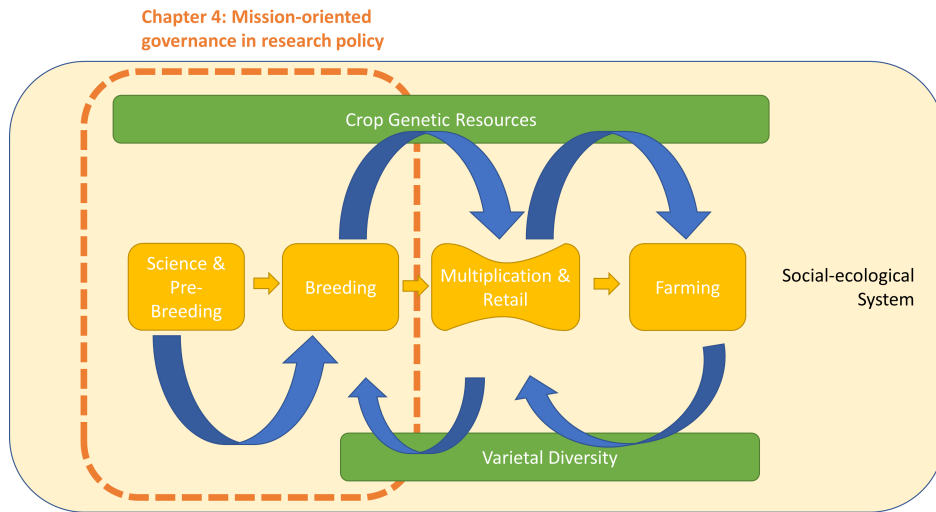 Chapter 4: Mission-oriented
governance in research policy
Crop Genetic Resources
Science &
Pre-
Breeding
Breeding
Multiplication &
Retail
Farming
Social-ecological
System
Varietal Diversity